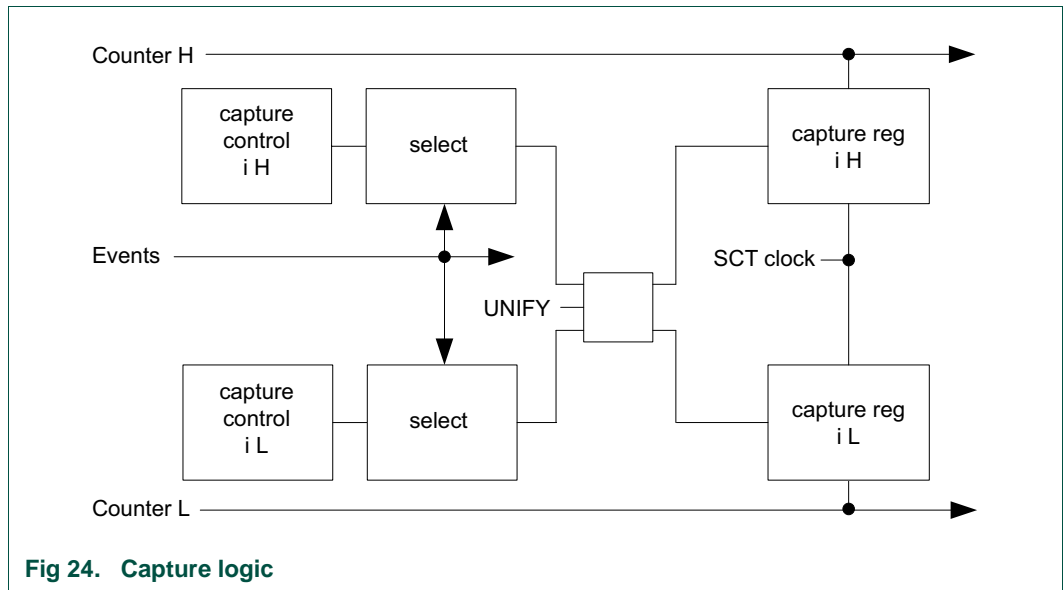 Counter H
capture
control
i H
select
capture reg
i H
Events
SCT clock
UNIFY
capture
control
i L
select
capture reg
i L
Counter L
Fig 24. Capture logic